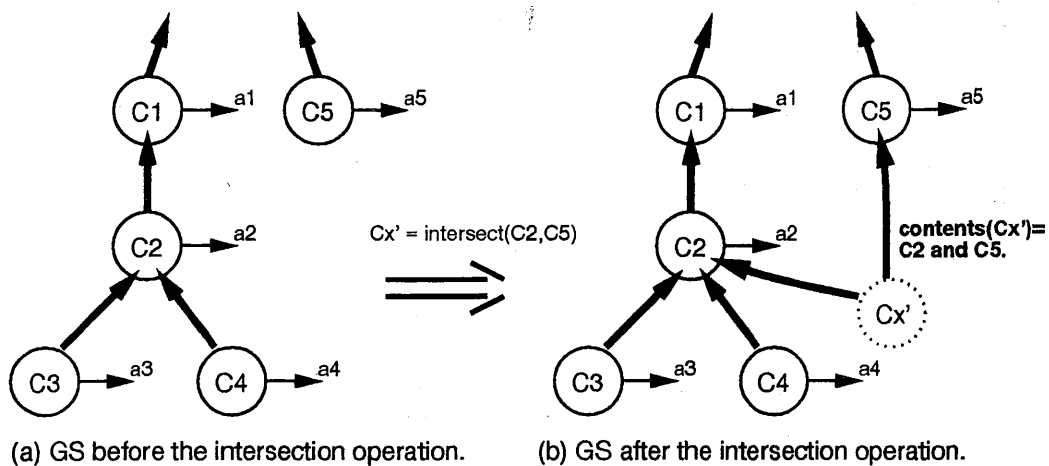 C1 a1 C5 a5 C1 a1 C5 a5
C2 a2 Cx' = intersect(C2,C5) C2 a2 contents(Cx')=
C2 and C5.
Cx'
C3 a3 C4 a4 C3 a3 C4 a4
(a) GS before the intersection operation. (b) GS after the intersection operation.